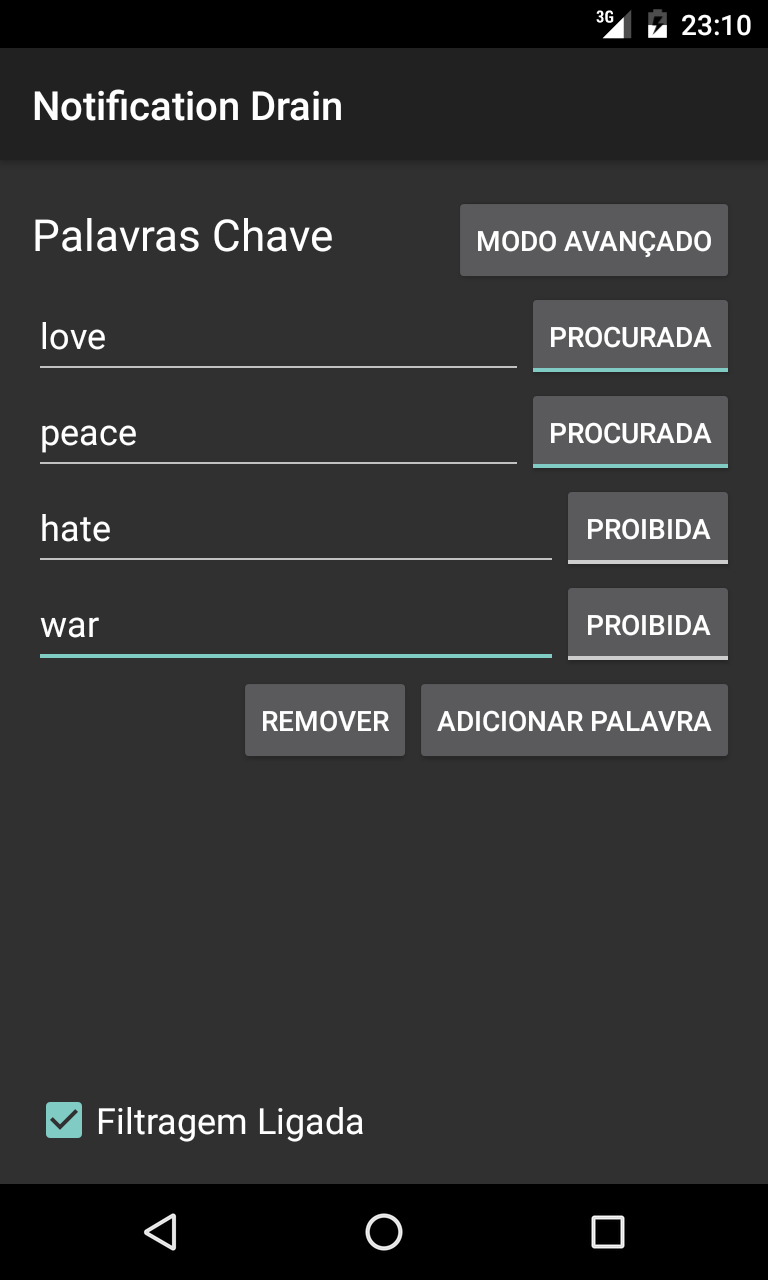 3G 23:10
Notification Drain
Palavras Chave MODO AVANÇADO
love PROCURADA
peace PROCURADA
hate PROIBIDA
war PROIBIDA
REMOVER ADICIONAR PALAVRA
Filtragem Ligada